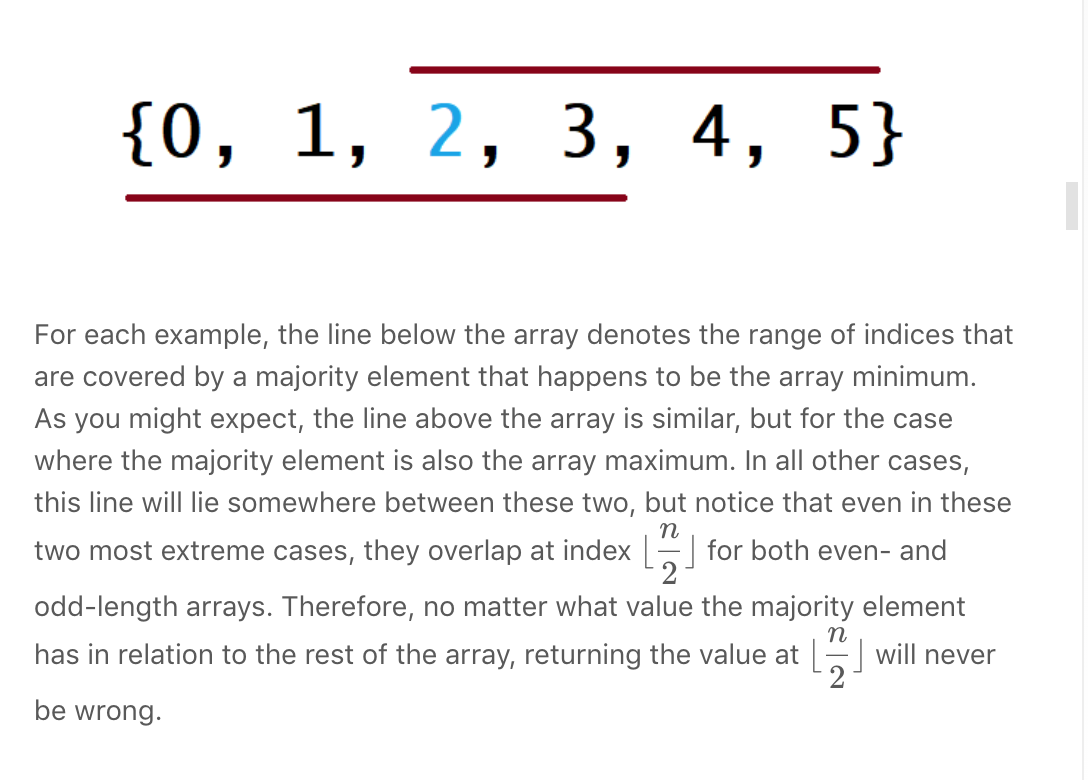 {0, 1, 2, 3, 4, 5}
For each example, the line below the array denotes the range of indices that
are covered by a majority element that happens to be the array minimum.
As you might expect, the line above the array is similar, but for the case
where the majority element is also the array maximum. In all other cases,
this line will lie somewhere between these two, but notice that even in these
two most extreme cases, they overlap at index ⌊n/2⌋ for both even- and
odd-length arrays. Therefore, no matter what value the majority element
has in relation to the rest of the array, returning the value at ⌊n/2⌋ will never
be wrong.